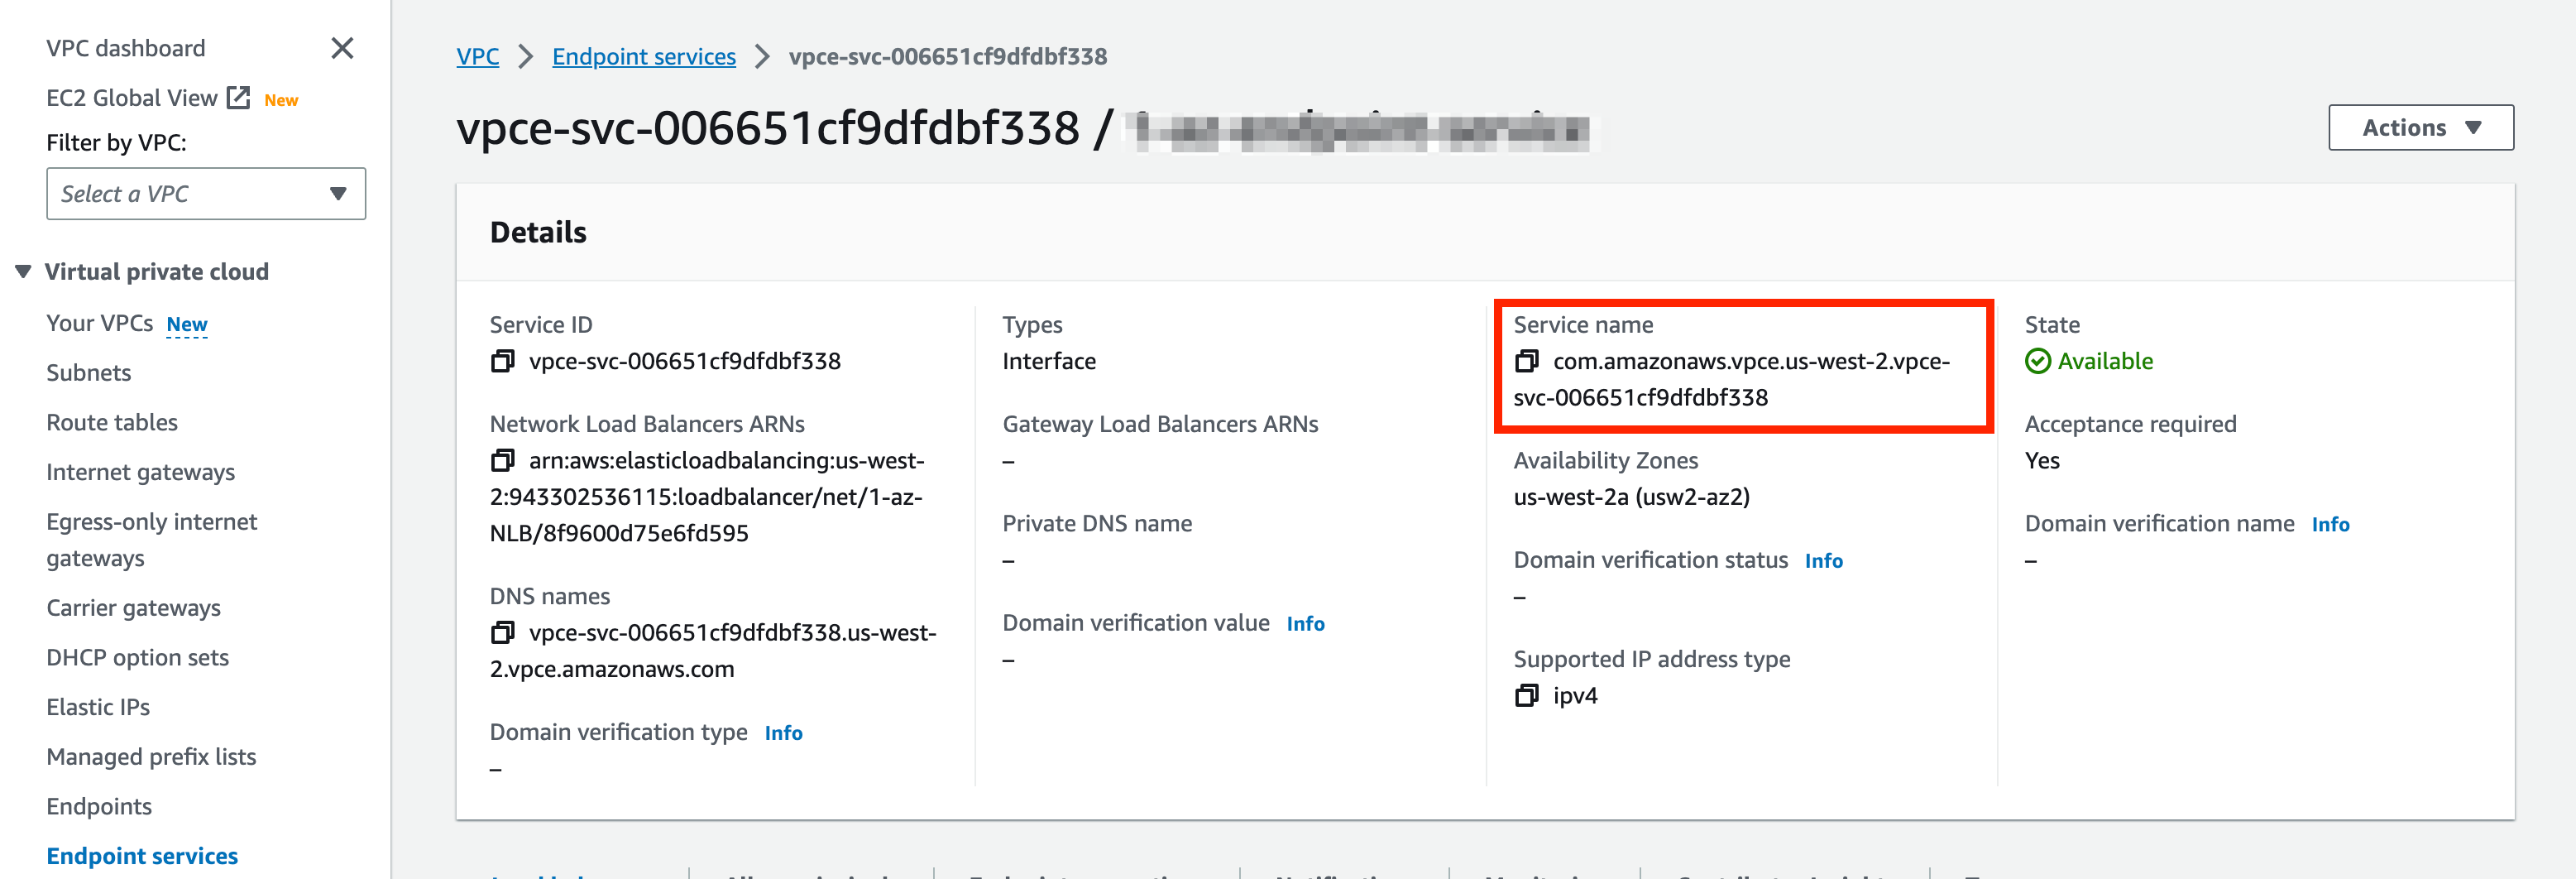 VPC dashboard
EC2 Global View New
Filter by VPC:
Select a VPC
Virtual private cloud
Your VPCs New
Subnets
Route tables
Internet gateways
Egress-only internet
gateways
Carrier gateways
DHCP option sets
Elastic IPs
Managed prefix lists
Endpoints
Endpoint services
VPC > Endpoint services > vpce-svc-006651cf9dfdbf338
vpce-svc-006651cf9dfdbf338 /
Actions
Details
Service ID
vpce-svc-006651cf9dfdbf338
Network Load Balancers ARNs
arn:aws:elasticloadbalancing:us-west-
2:943302536115:loadbalancer/net/1-az-
NLB/8f9600d75e6fd595
DNS names
vpce-svc-006651cf9dfdbf338.us-west-
2.vpce.amazonaws.com
Domain verification type Info
–
Types
Interface
Gateway Load Balancers ARNs
–
Private DNS name
–
Domain verification value Info
–
Service name
com.amazonaws.vpce.us-west-2.vpce-
svc-006651cf9dfdbf338
Availability Zones
us-west-2a (usw2-az2)
Domain verification status Info
–
Supported IP address type
ipv4
State
Available
Acceptance required
Yes
Domain verification name Info
–